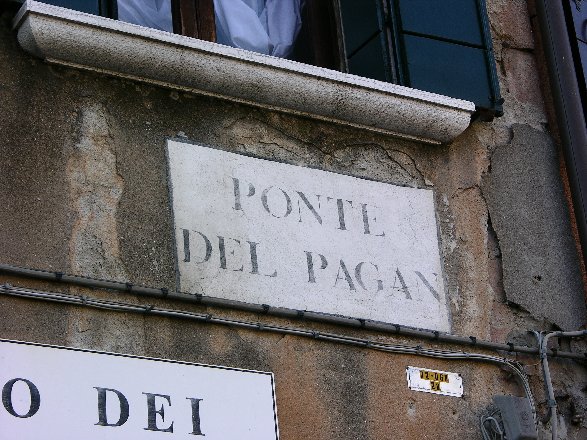 PONTE
DEL PAGAN
O DEI